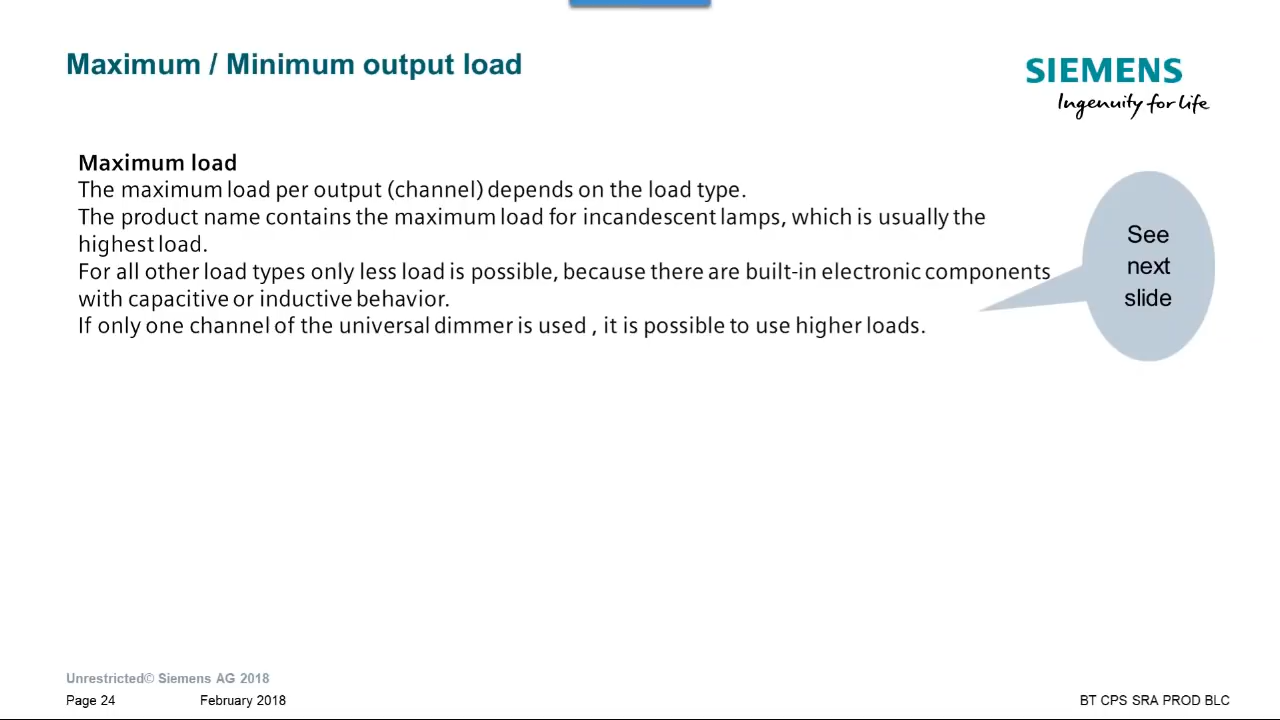 Maximum / Minimum output load
SIEMENS
Ingenuity for life
Maximum load
The maximum load per output (channel) depends on the load type.
The product name contains the maximum load for incandescent lamps, which is usually the
highest load.
For all other load types only less load is possible, because there are built-in electronic components
with capacitive or inductive behavior.
If only one channel of the universal dimmer is used , it is possible to use higher loads.
See
next
slide
Unrestricted© Siemens AG 2018
Page 24 February 2018 BT CPS SRA PROD BLC